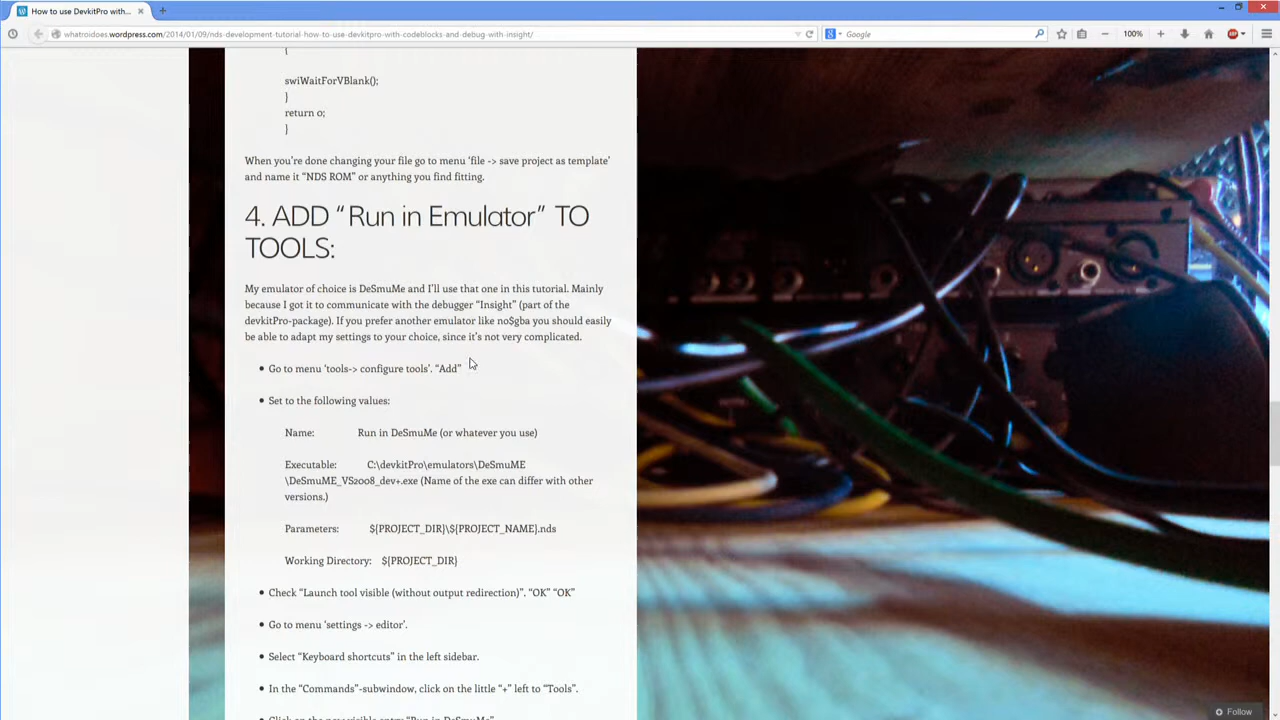 How to use DevkitPro with...
whatroidoes.wordpress.com/2014/01/09/nds-development-tutorial-how-to-use-devkitpro-with-codeblocks-and-debug-with-insight/
Google
100%
{
swiWaitForVBlank();
}
return 0;
}
When you're done changing your file go to menu 'file -> save project as template'
and name it "NDS ROM" or anything you find fitting.
4. ADD "Run in Emulator" TO
TOOLS:
My emulator of choice is DeSmuMe and I'll use that one in this tutorial. Mainly
because I got it to communicate with the debugger "Insight" (part of the
devkitPro-package). If you prefer another emulator like no$gba you should easily
be able to adapt my settings to your choice, since it's not very complicated.
• Go to menu 'tools-> configure tools'. "Add"
• Set to the following values:
Name: Run in DeSmuMe (or whatever you use)
Executable: C:\devkitPro\emulators\DeSmuME
\DeSmuME_VS2008_dev+.exe (Name of the exe can differ with other
versions.)
Parameters: ${PROJECT_DIR}\${PROJECT_NAME}.nds
Working Directory: ${PROJECT_DIR}
• Check "Launch tool visible (without output redirection)". "OK" "OK"
• Go to menu 'settings -> editor'.
• Select "Keyboard shortcuts" in the left sidebar.
• In the "Commands"-subwindow, click on the little "+" left to "Tools".
• Click on the now visible entry "Run in DeSmuMe".
Follow